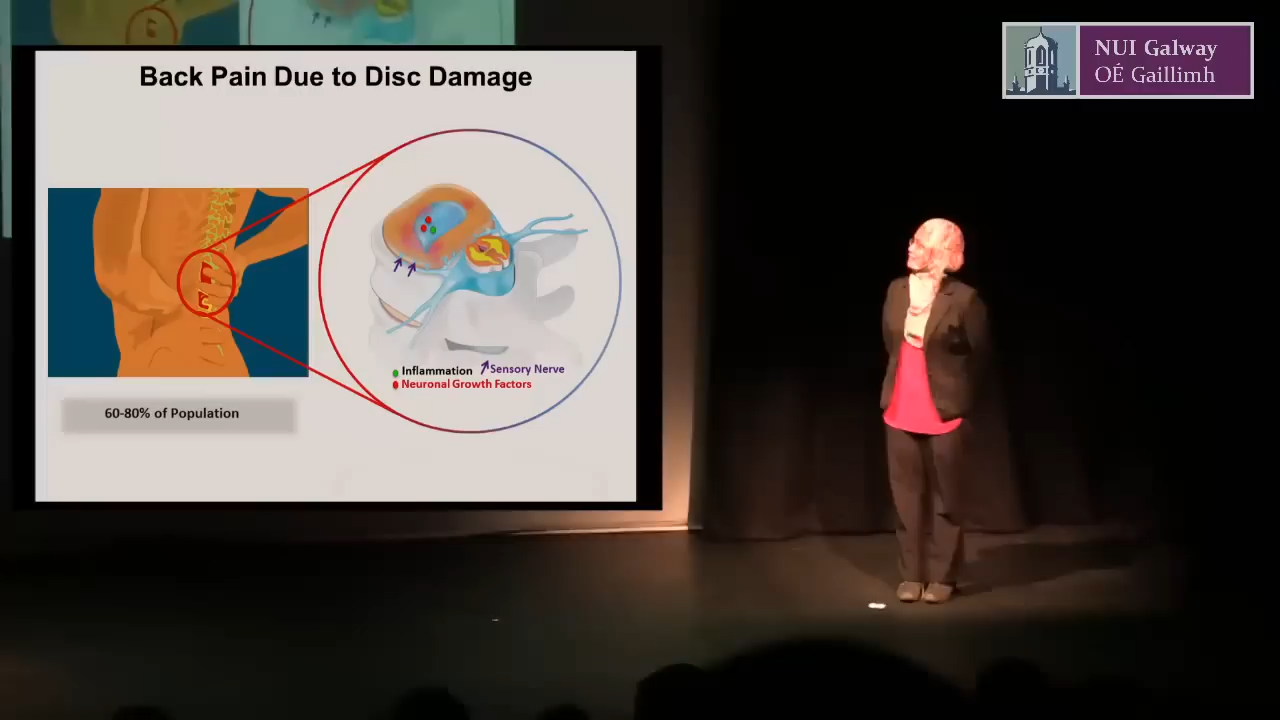 Back Pain Due to Disc Damage
60-80% of Population
Inflammation
Sensory Nerve
Neuronal Growth Factors
NUI Galway
OÉ Gaillimh